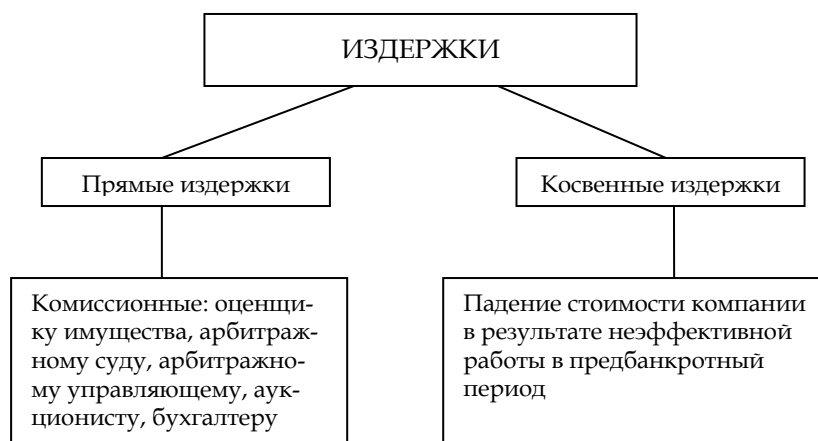 ИЗДЕРЖКИ
Прямые издержки
Косвенные издержки
Комиссионные: оценщи-
ку имущества, арбитраж-
ному суду, арбитражно-
му управляющему, аук-
ционисту, бухгалтеру
Падение стоимости компании
в результате неэффективной
работы в предбанкротный
период